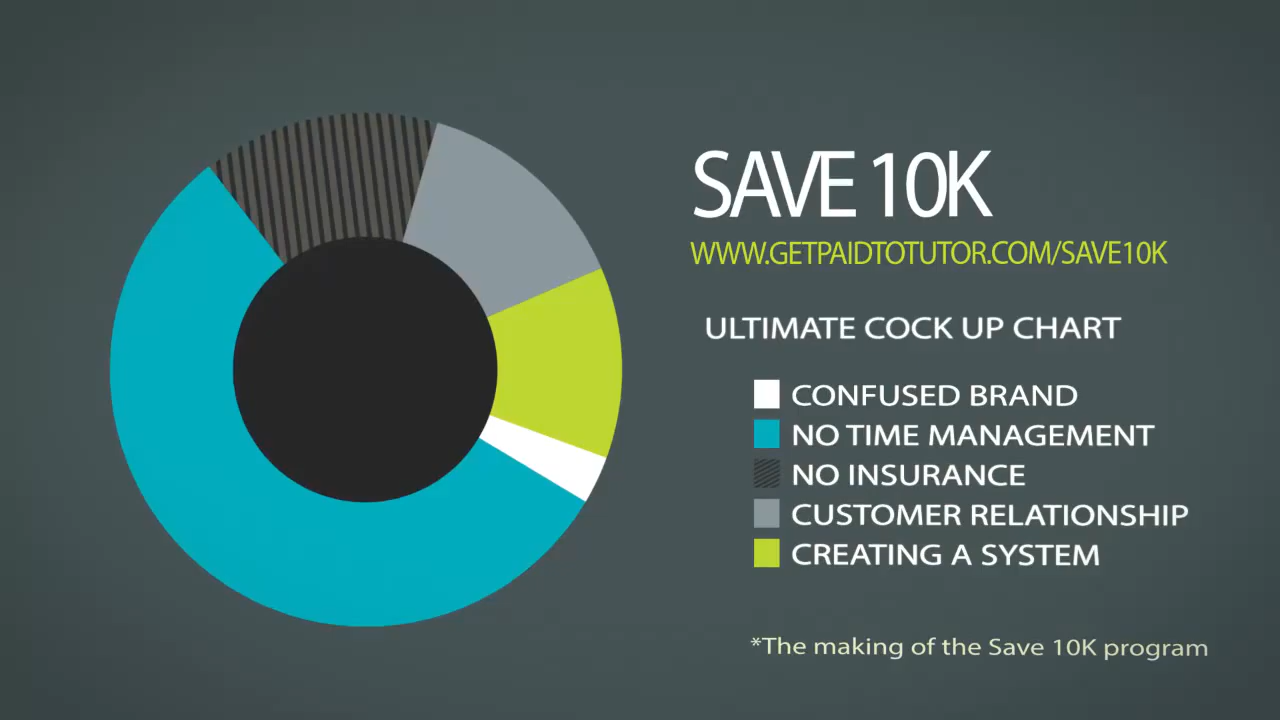 SAVE 10K
WWW.GETPAIDTOTUTOR.COM/SAVE10K
ULTIMATE COCK UP CHART
CONFUSED BRAND
NO TIME MANAGEMENT
NO INSURANCE
CUSTOMER RELATIONSHIP
CREATING A SYSTEM
*The making of the Save 10K program